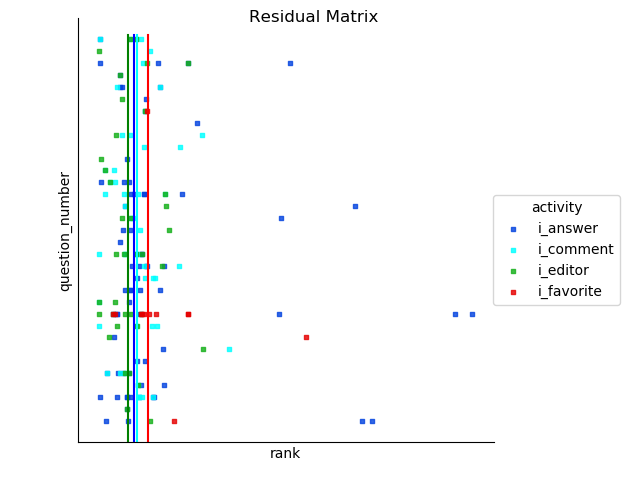 Residual Matrix
question_number
activity
i_answer
i_comment
i_editor
i_favorite
rank